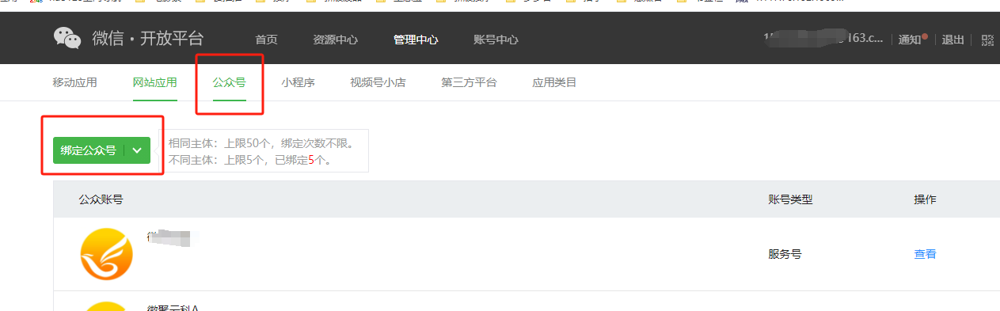 微信·开放平台 首页 资源中心 管理中心 账号中心 163.c... 通知 退出
移动应用 网站应用 公众号 小程序 视频号小店 第三方平台 应用类目
绑定公众号
相同主体：上限50个，绑定次数不限。
不同主体：上限5个，已绑定5个。
公众账号 账号类型 操作
服务号 查看